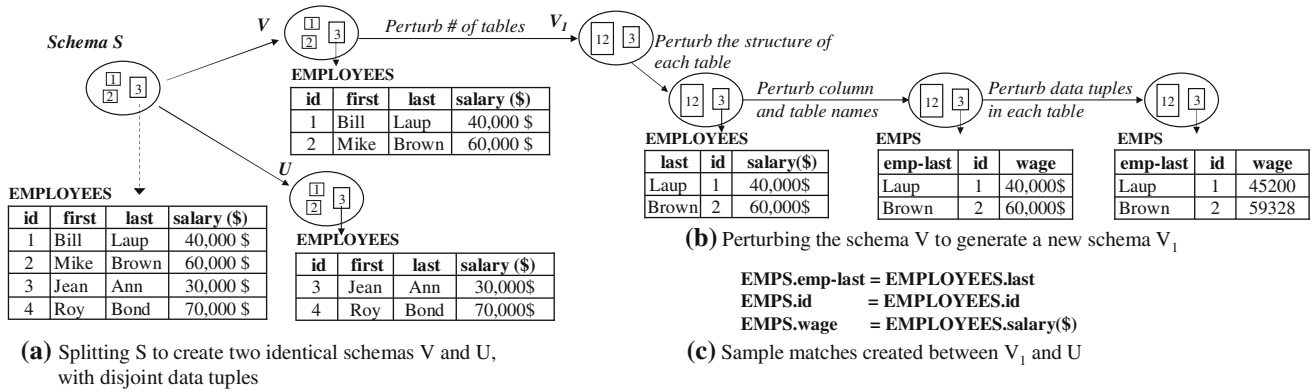 Schema S
1
2
3
V
1
2
3
Perturb # of tables
V1
12
3
Perturb the structure of
each table
EMPLOYEES
id first last salary ($)
1 Bill Laup 40,000 $
2 Mike Brown 60,000 $
U
1
2
3
EMPLOYEES
id first last salary ($)
1 Bill Laup 40,000 $
2 Mike Brown 60,000 $
3 Jean Ann 30,000 $
4 Roy Bond 70,000 $
EMPLOYEES
id first last salary ($)
3 Jean Ann 30,000$
4 Roy Bond 70,000$
(a) Splitting S to create two identical schemas V and U,
with disjoint data tuples
12
3
Perturb column
and table names
12
3
Perturb data tuples
in each table
12
3
EMPLOYEES
last id salary($)
Laup 1 40,000$
Brown 2 60,000$
EMPS
emp-last id wage
Laup 1 40,000$
Brown 2 60,000$
EMPS
emp-last id wage
Laup 1 45200
Brown 2 59328
(b) Perturbing the schema V to generate a new schema V1
EMPS.emp-last = EMPLOYEES.last
EMPS.id = EMPLOYEES.id
EMPS.wage = EMPLOYEES.salary($)
(c) Sample matches created between V1 and U